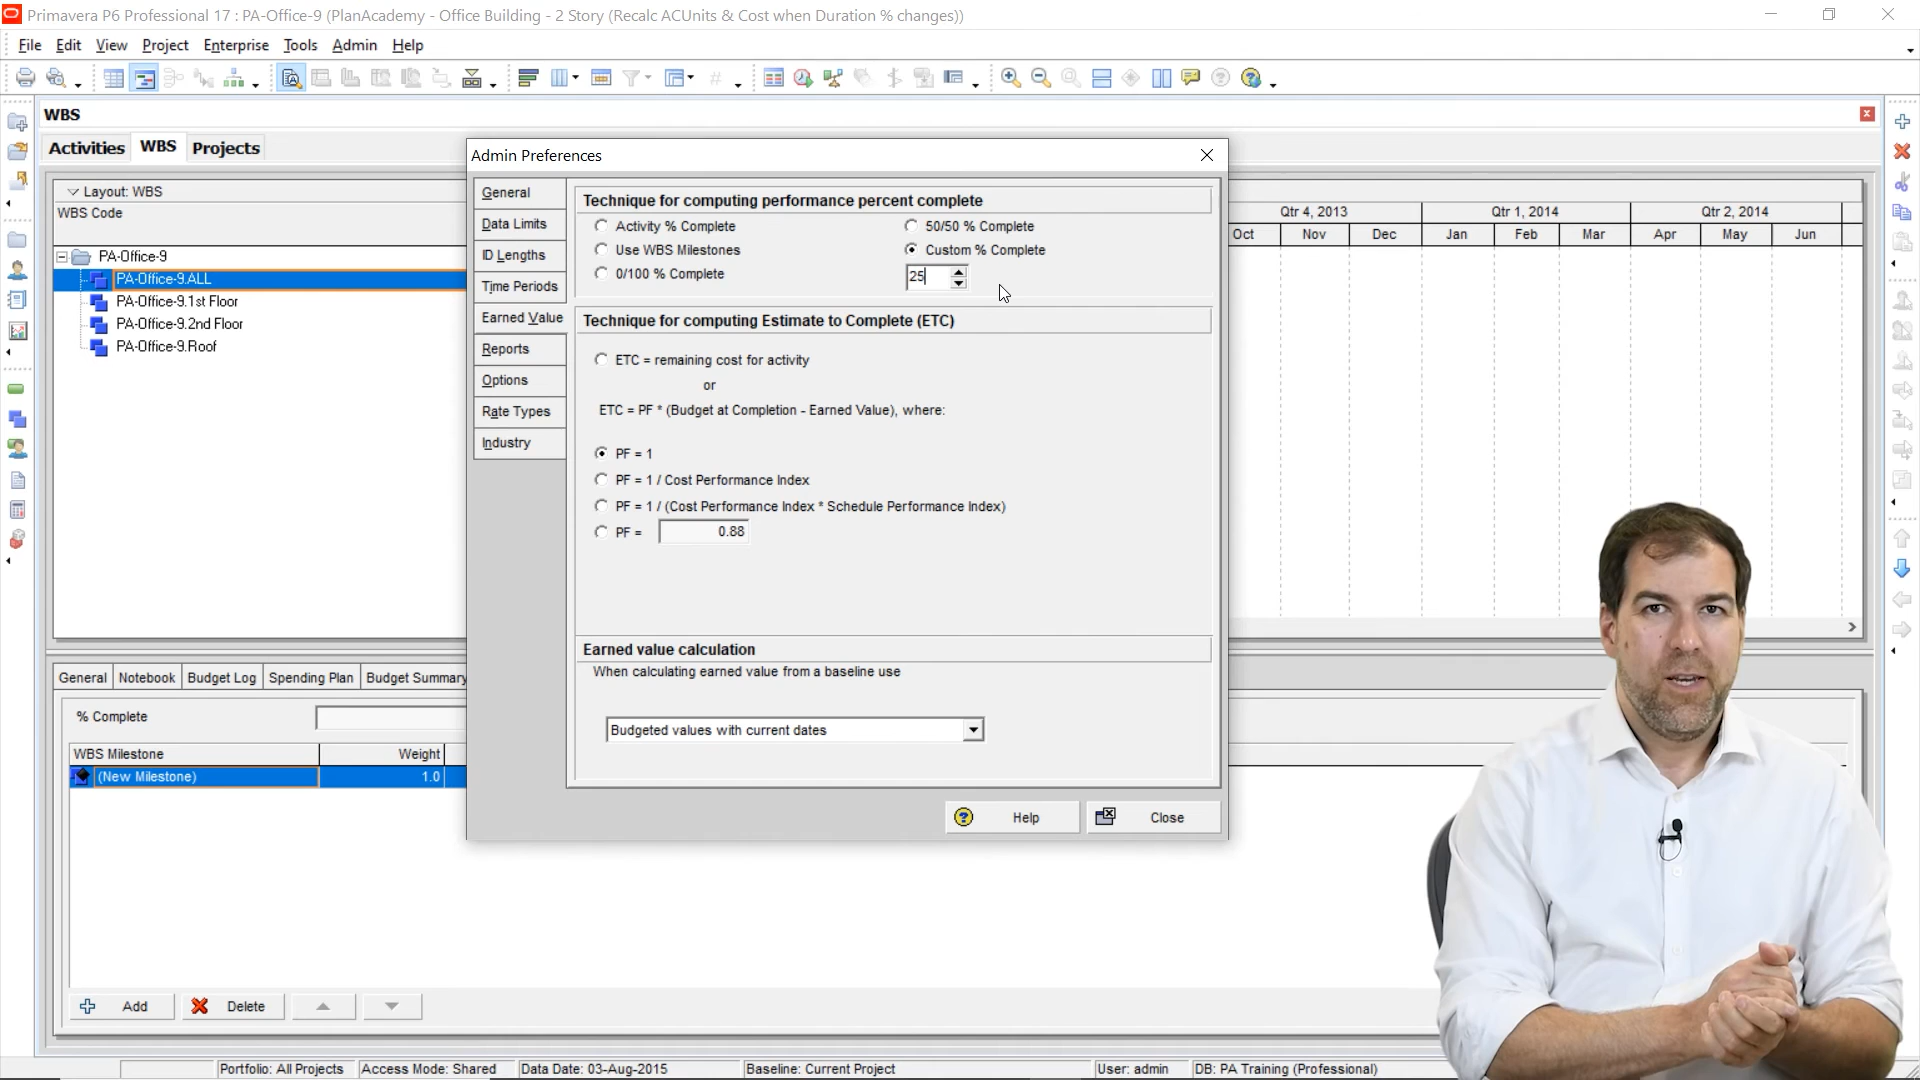 Primavera P6 Professional 17 : PA-Office-9 (PlanAcademy - Office Building - 2 Story (Recalc ACUnits & Cost when Duration % changes))
File Edit View Project Enterprise Tools Admin Help
WBS
Activities WBS Projects
Layout: WBS
WBS Code
PA-Office-9
PA-Office-9.ALL
PA-Office-9.1st Floor
PA-Office-9.2nd Floor
PA-Office-9.Roof
Qtr 4, 2013 Qtr 1, 2014 Qtr 2, 2014
Oct Nov Dec Jan Feb Mar Apr May Jun
Admin Preferences
General
Data Limits
ID Lengths
Time Periods
Earned Value
Reports
Options
Rate Types
Industry
Technique for computing performance percent complete
Activity % Complete 50/50 % Complete
Use WBS Milestones Custom % Complete
0/100 % Complete 25
Technique for computing Estimate to Complete (ETC)
ETC = remaining cost for activity
or
ETC = PF * (Budget at Completion - Earned Value), where:
PF = 1
PF = 1 / Cost Performance Index
PF = 1 / (Cost Performance Index * Schedule Performance Index)
PF = 0.88
Earned value calculation
When calculating earned value from a baseline use
Budgeted values with current dates
Help Close
General Notebook Budget Log Spending Plan Budget Summary
% Complete
WBS Milestone Weight
(New Milestone) 1.0
Add Delete
Portfolio: All Projects Access Mode: Shared Data Date: 03-Aug-2015 Baseline: Current Project User: admin DB: PA Training (Professional)